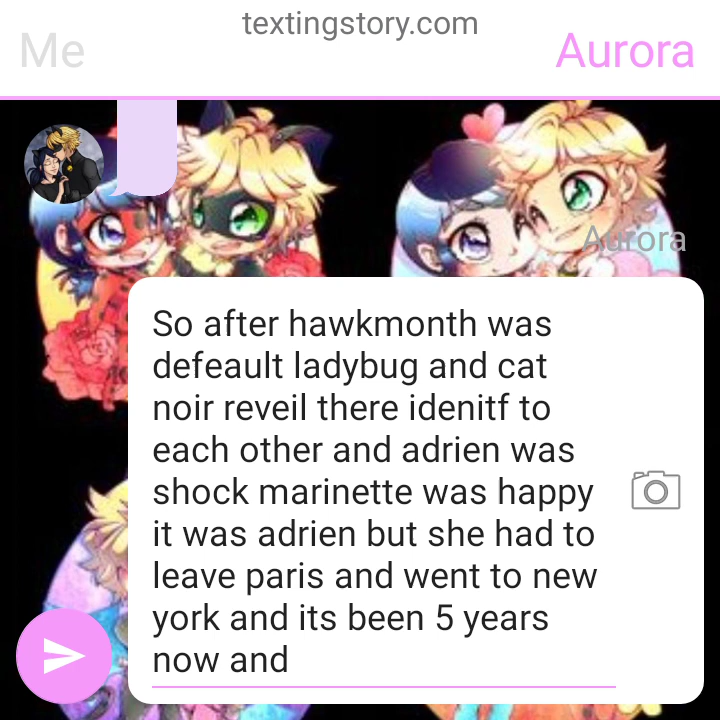 textingstory.com
Me
Aurora
Aurora
So after hawkmonth was
defeault ladybug and cat
noir reveil there idenitf to
each other and adrien was
shock marinette was happy
it was adrien but she had to
leave paris and went to new
york and its been 5 years
now and